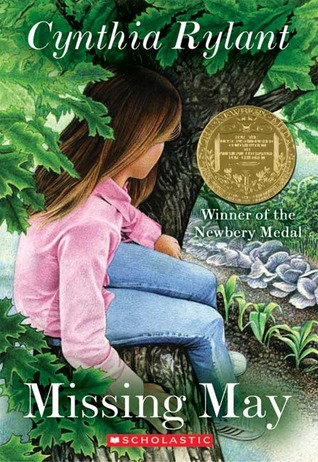 Cynthia Rylant
Winner of the
Newbery Medal
Missing May
SCHOLASTIC